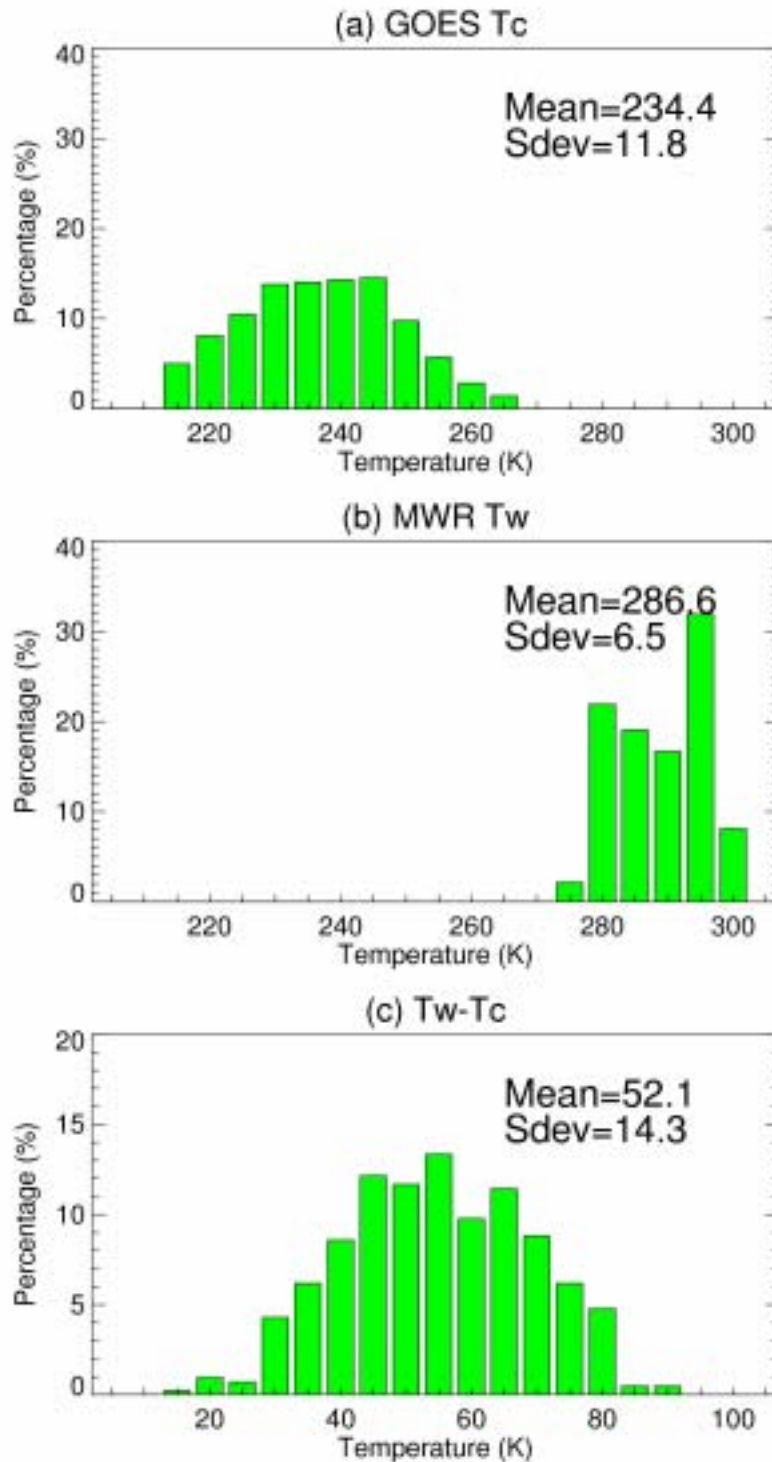 (a) GOES Tc
40
30
20
10
0
Percentage (%)
Mean=234.4
Sdev=11.8
220 240 260 280 300
Temperature (K)
(b) MWR Tw
40
30
20
10
0
Percentage (%)
Mean=286.6
Sdev=6.5
220 240 260 280 300
Temperature (K)
(c) Tw-Tc
20
15
10
5
0
Percentage (%)
Mean=52.1
Sdev=14.3
20 40 60 80 100
Temperature (K)